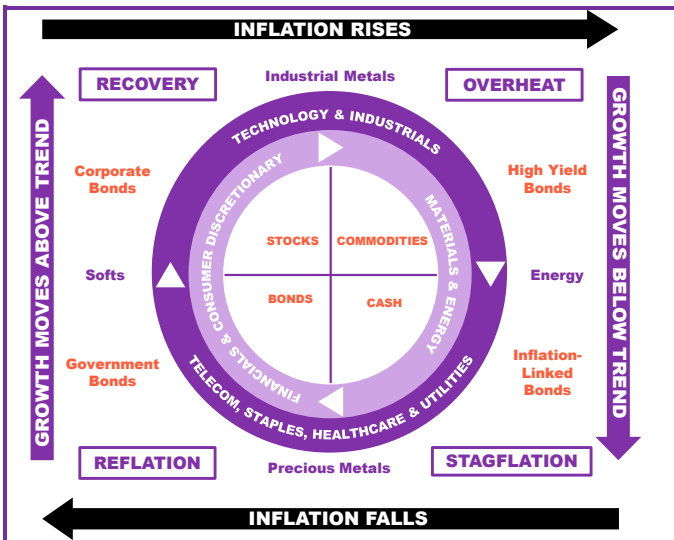 INFLATION RISES
RECOVERY
Industrial Metals
OVERHEAT
GROWTH MOVES ABOVE TREND
GROWTH MOVES BELOW TREND
TECHNOLOGY & INDUSTRIALS
Corporate
Bonds
FINANCIALS & CONSUMER DISCRETIONARY
MATERIALS & ENERGY
High Yield
Bonds
STOCKS
COMMODITIES
Softs
Energy
BONDS
CASH
Government
Bonds
Inflation-
Linked
Bonds
TELECOM, STAPLES, HEALTHCARE & UTILITIES
REFLATION
Precious Metals
STAGFLATION
INFLATION FALLS